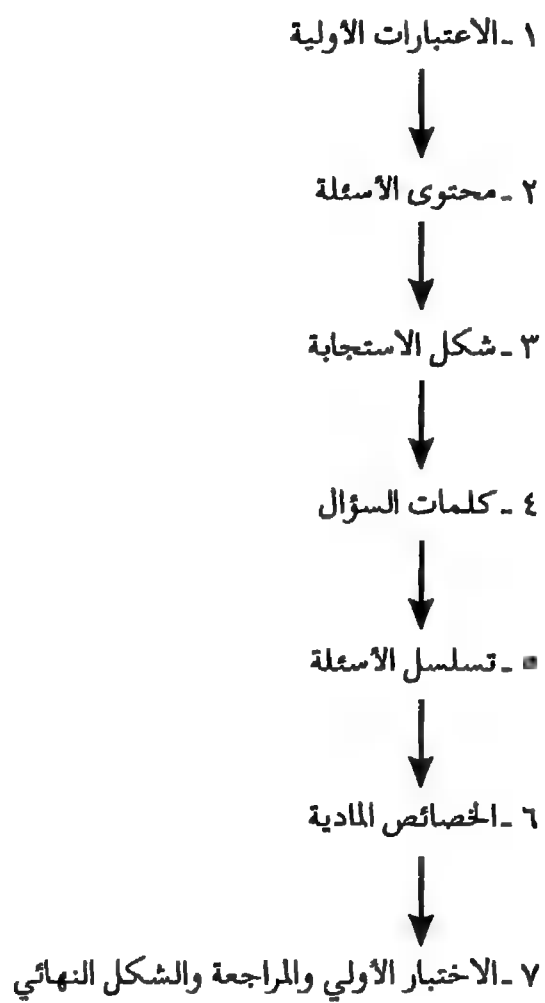 ١ ـ الاعتبارات الأولية
٢ ـ محتوى الأسئلة
٣ ـ شكل الاستجابة
٤ ـ كلمات السؤال
٥ ـ تسلسل الأسئلة
٦ ـ الخصائص المادية
٧ ـ الاختبار الأولي والمراجعة والشكل النهائي